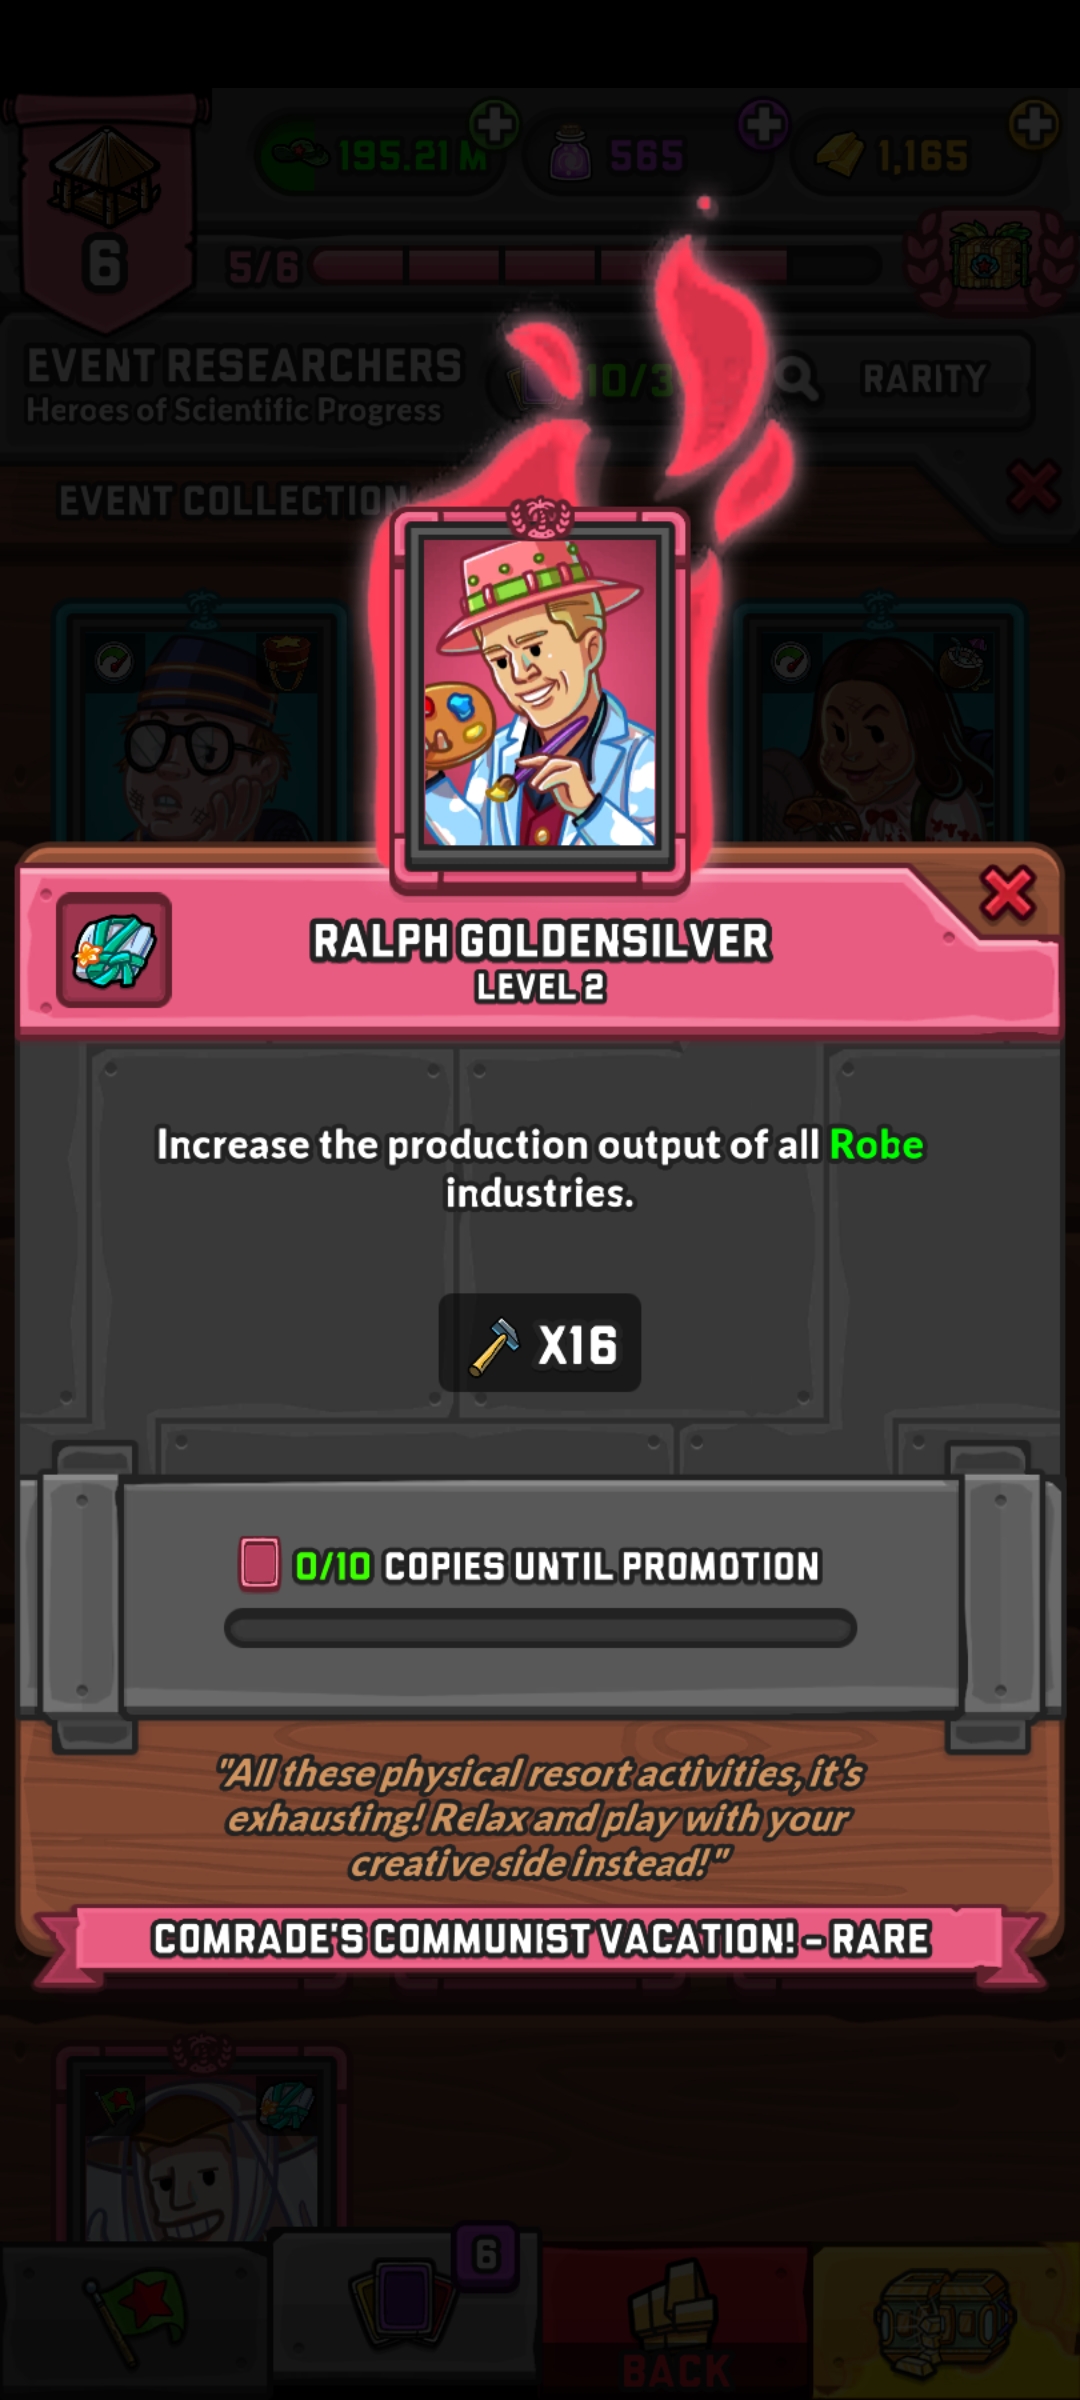 195.21 M
565
1,165
6
5/6
EVENT RESEARCHERS
10/3
RARITY
Heroes of Scientific Progress
EVENT COLLECTION
RALPH GOLDENSILVER
LEVEL 2
Increase the production output of all Robe
industries.
X16
0/10 COPIES UNTIL PROMOTION
"All these physical resort activities, it's
exhausting! Relax and play with your
creative side instead!"
COMRADE'S COMMUNIST VACATION! - RARE
6
BACK